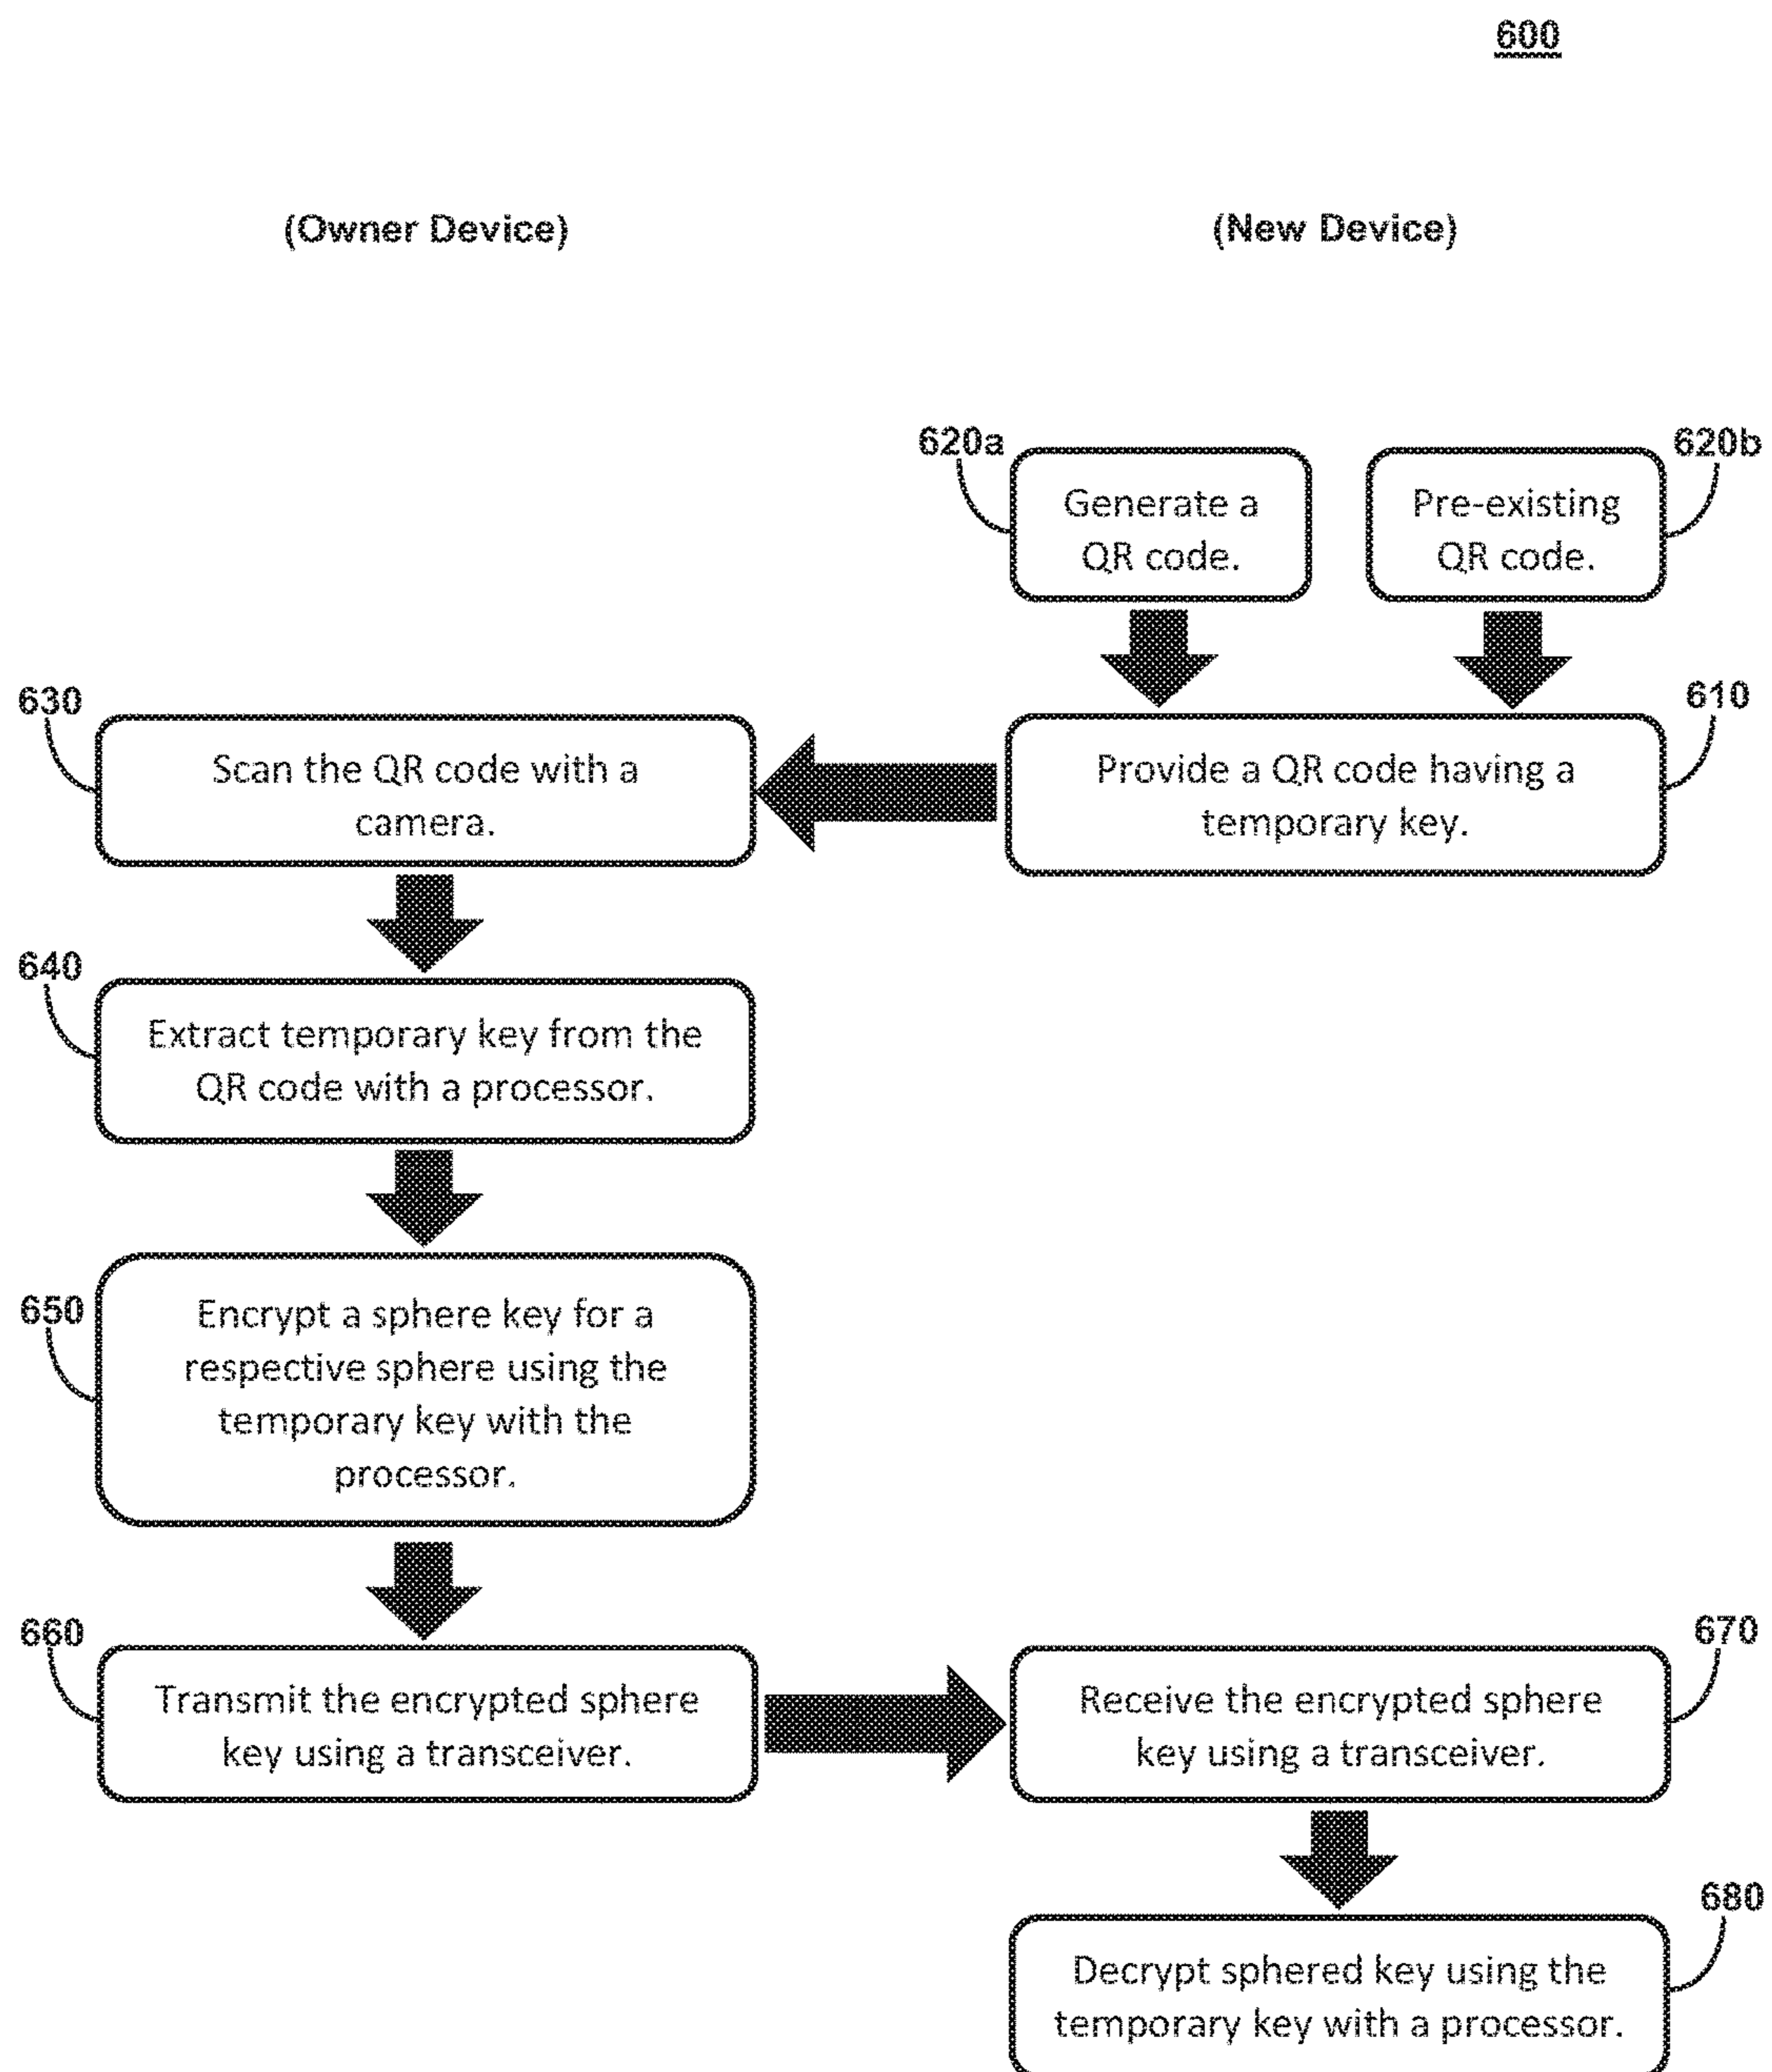 600
(Owner Device)
(New Device)
620a
Generate a
QR code.
Pre-existing
QR code.
620b
610
Provide a QR code having a
temporary key.
630
Scan the QR code with a
camera.
640
Extract temporary key from the
QR code with a processor.
650
Encrypt a sphere key for a
respective sphere using the
temporary key with the
processor.
660
Transmit the encrypted sphere
key using a transceiver.
670
Receive the encrypted sphere
key using a transceiver.
680
Decrypt sphered key using the
temporary key with a processor.